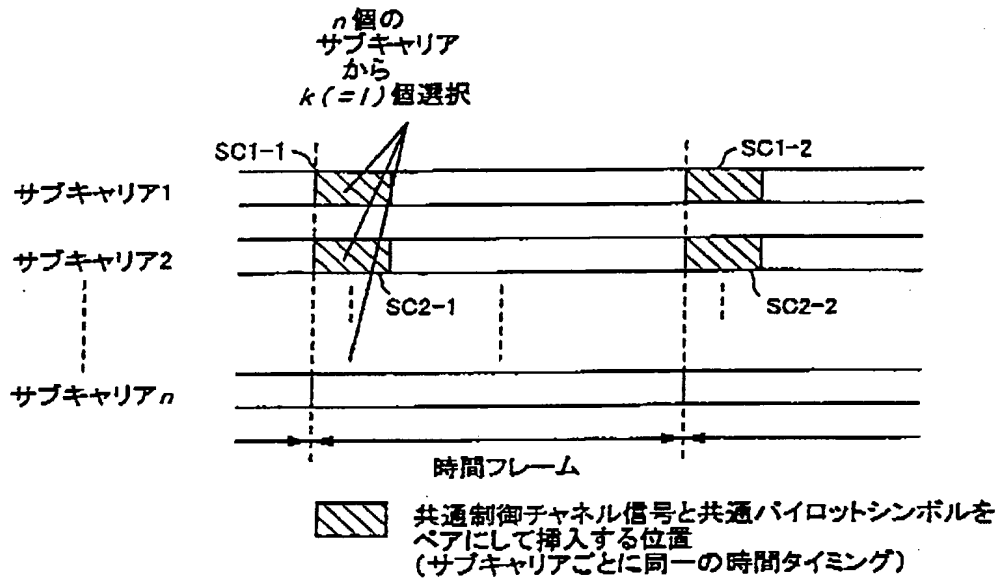 n個の
サブキャリア
から
k(=l)個選択
SC1-1
SC1-2
サブキャリア1
サブキャリア2
SC2-1
SC2-2
サブキャリアn
時間フレーム
共通制御チャネル信号と共通パイロットシンボルを
ペアにして挿入する位置
(サブキャリアごとに同一の時間タイミング)